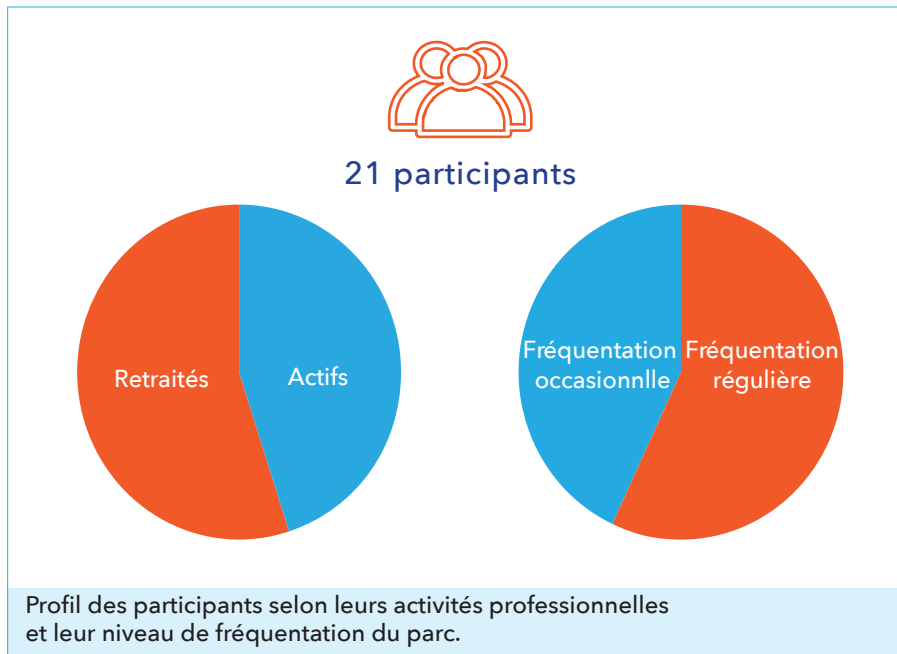 21 participants
Retraités
Actifs
Fréquentation
occasionnlle
Fréquentation
régulière
Profil des participants selon leurs activités professionnelles
et leur niveau de fréquentation du parc.